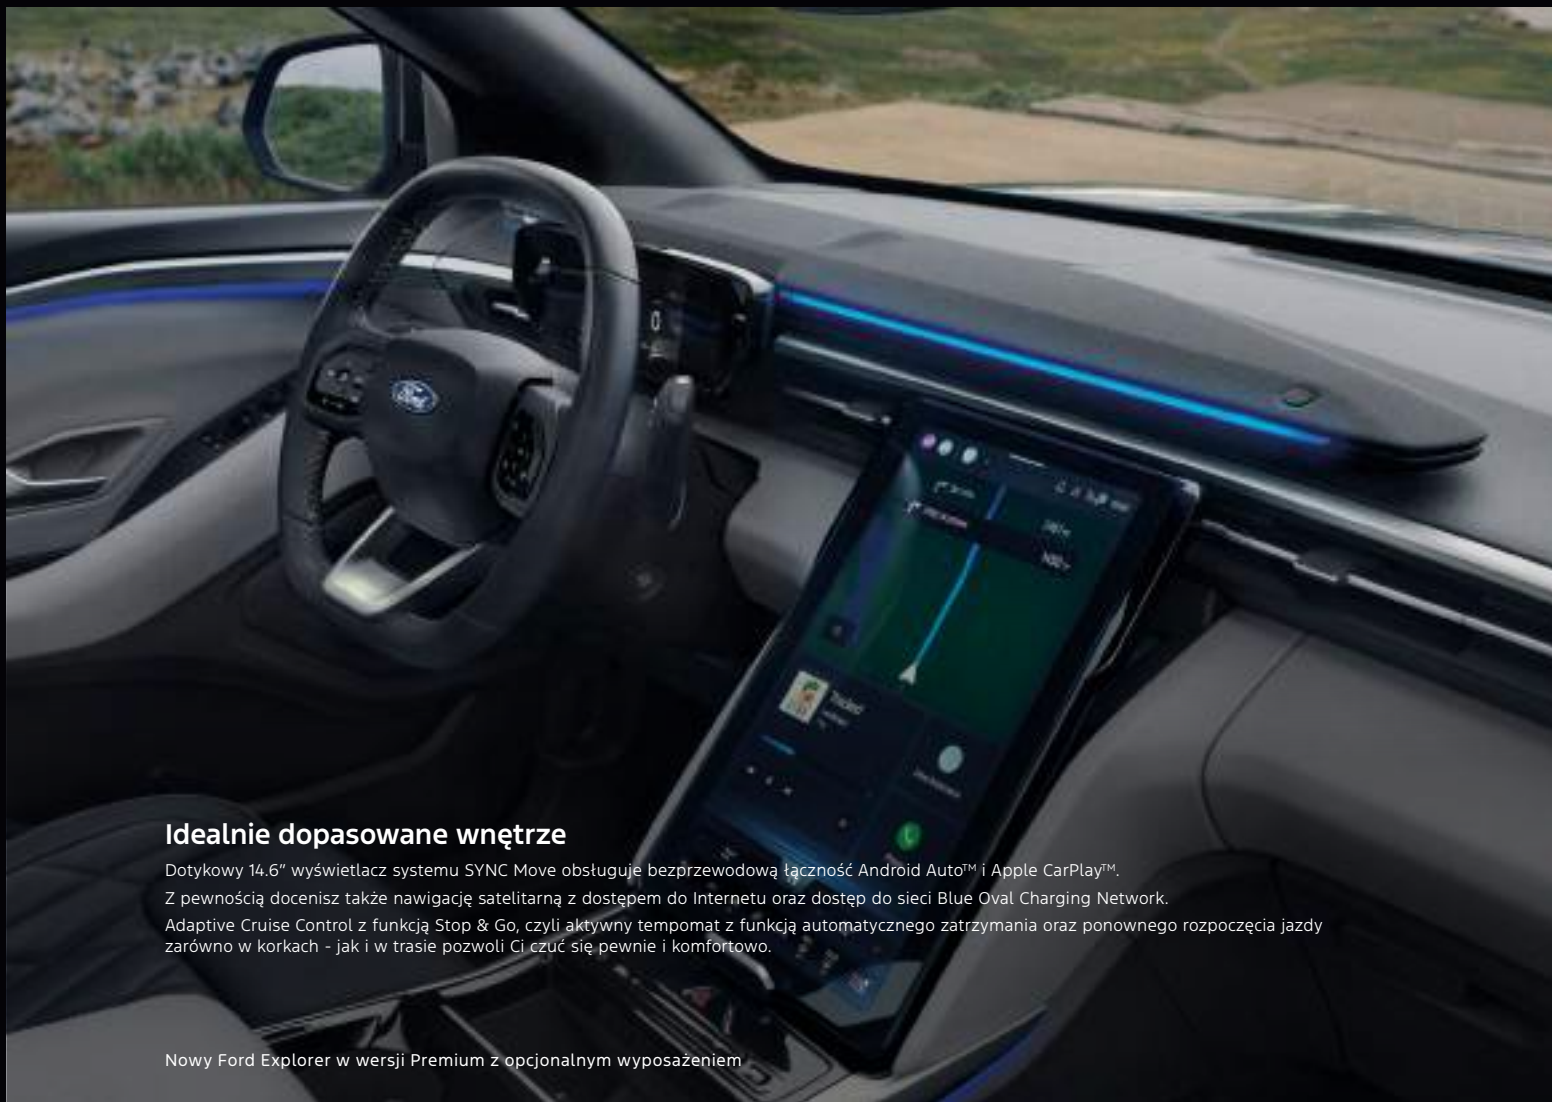 Ford
0
Idealnie dopasowane wnętrze
Dotykowy 14.6” wyświetlacz systemu SYNC Move obsługuje bezprzewodową łączność Android Auto™ i Apple CarPlay™.
Z pewnością docenisz także nawigację satelitarną z dostępem do Internetu oraz dostęp do sieci Blue Oval Charging Network.
Adaptive Cruise Control z funkcją Stop & Go, czyli aktywny tempomat z funkcją automatycznego zatrzymania oraz ponownego rozpoczęcia jazdy
zarówno w korkach - jak i w trasie pozwoli Ci czuć się pewnie i komfortowo.
Nowy Ford Explorer w wersji Premium z opcjonalnym wyposażeniem